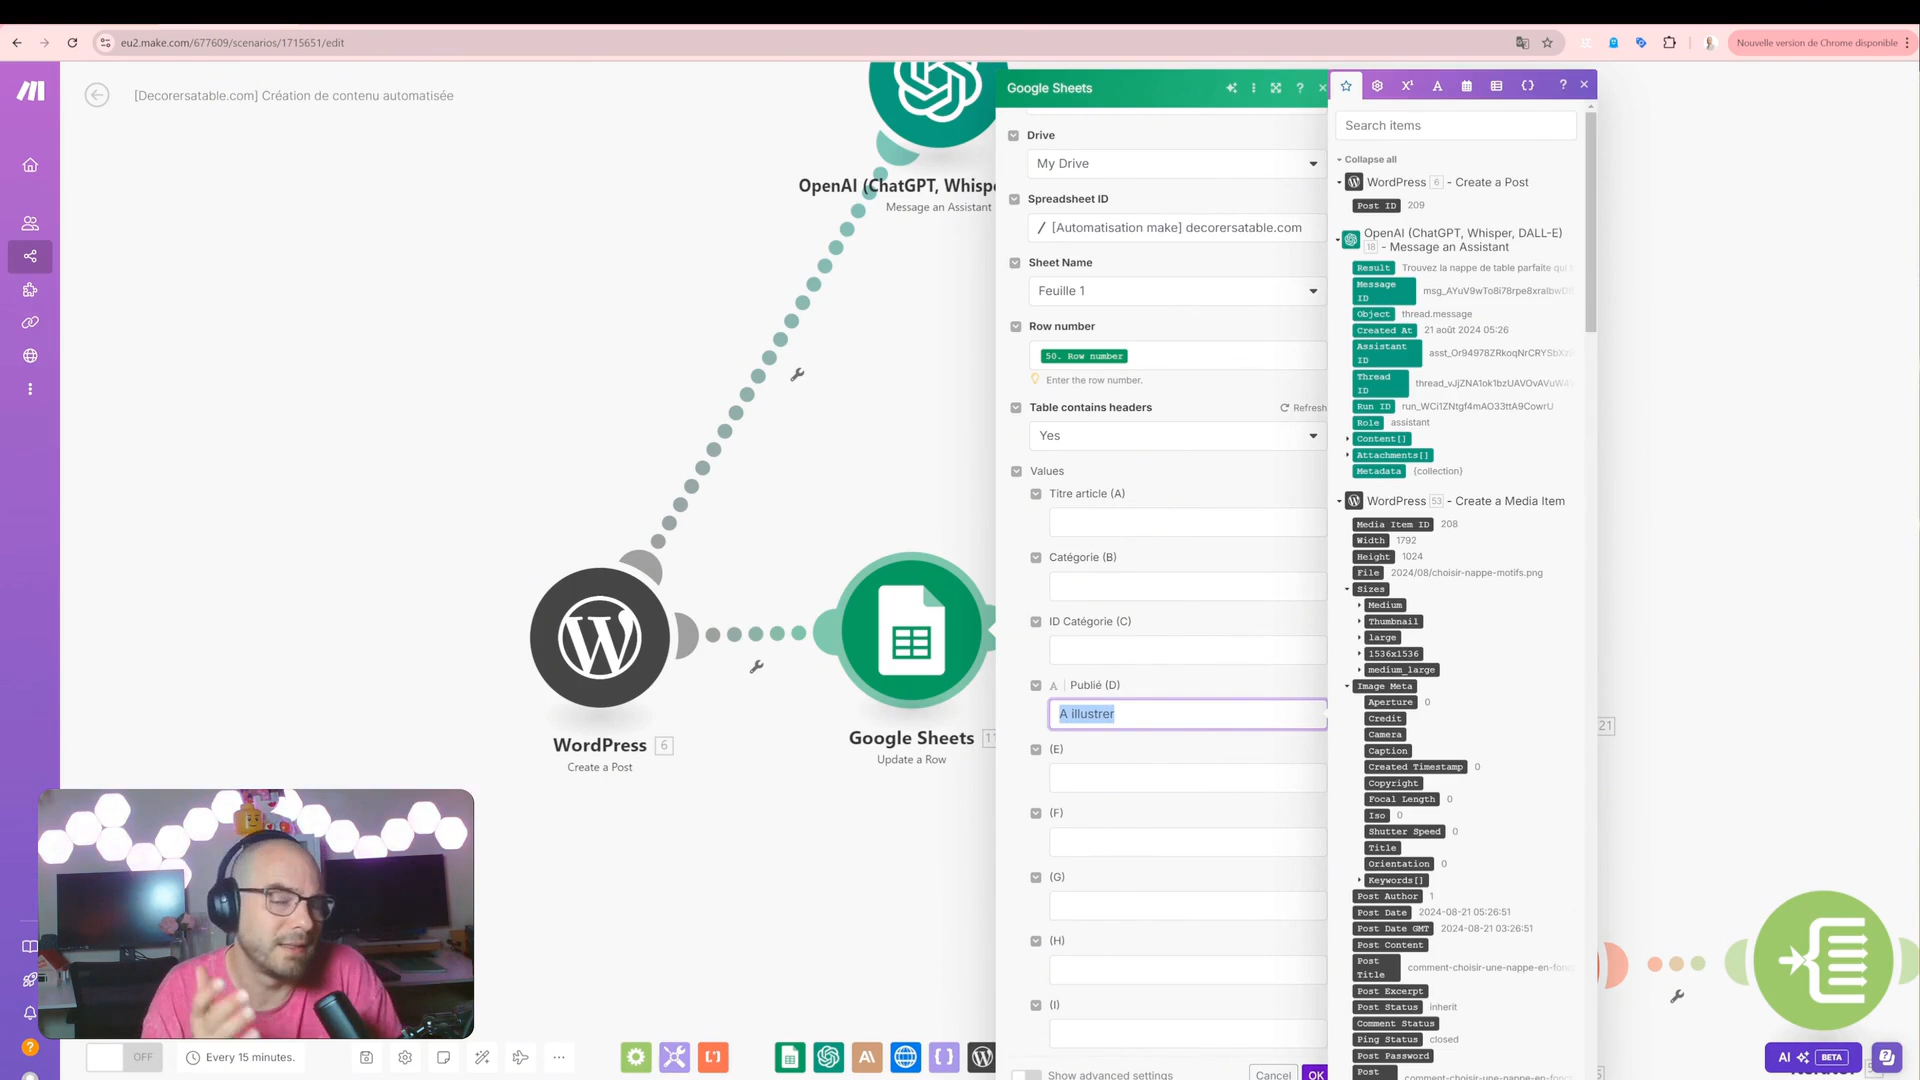 eu2.make.com/677609/scenarios/1715651/edit
Nouvelle version de Chrome disponible
[Decorersatable.com] Création de contenu automatisée
OpenAI (ChatGPT, Whispe
Message an Assistant
WordPress 6
Create a Post
Google Sheets 11
Update a Row
21
Google Sheets
?
Drive
My Drive
Spreadsheet ID
/ [Automatisation make] decorersatable.com
Sheet Name
Feuille 1
Row number
50. Row number
Enter the row number.
Table contains headers
Refresh
Yes
Values
Titre article (A)
Catégorie (B)
ID Catégorie (C)
A Publié (D)
A illustrer
(E)
(F)
(G)
(H)
(I)
Show advanced settings
Cancel
OK
Search items
Collapse all
WordPress 6 - Create a Post
Post ID 209
OpenAI (ChatGPT, Whisper, DALL-E)
18 - Message an Assistant
Result Trouvez la nappe de table parfaite qui
Message ID
Object thread.message
Created At 21 août 2024 05:26
Assistant ID
Thread ID
Run ID run_WCi1ZNtgf4mAO33ttA9CowrU
Role assistant
Content[]
Attachments[]
Metadata {collection}
WordPress 53 - Create a Media Item
Media Item ID 208
Width 1792
Height 1024
File 2024/08/choisir-nappe-motifs.png
Sizes
Medium
Thumbnail
large
1536x1536
medium_large
Image Meta
Aperture 0
Credit
Camera
Caption
Created Timestamp 0
Copyright
Focal Length 0
Iso 0
Shutter Speed 0
Title
Orientation 0
Keywords[]
Post Author 1
Post Date 2024-08-21 05:26:51
Post Date GMT 2024-08-21 03:26:51
Post Content
Post Title comment-choisir-une-nappe-en-fonc
Post Excerpt
Post Status inherit
Comment Status
Ping Status closed
Post Password
Post
OFF
Every 15 minutes.
AI BETA